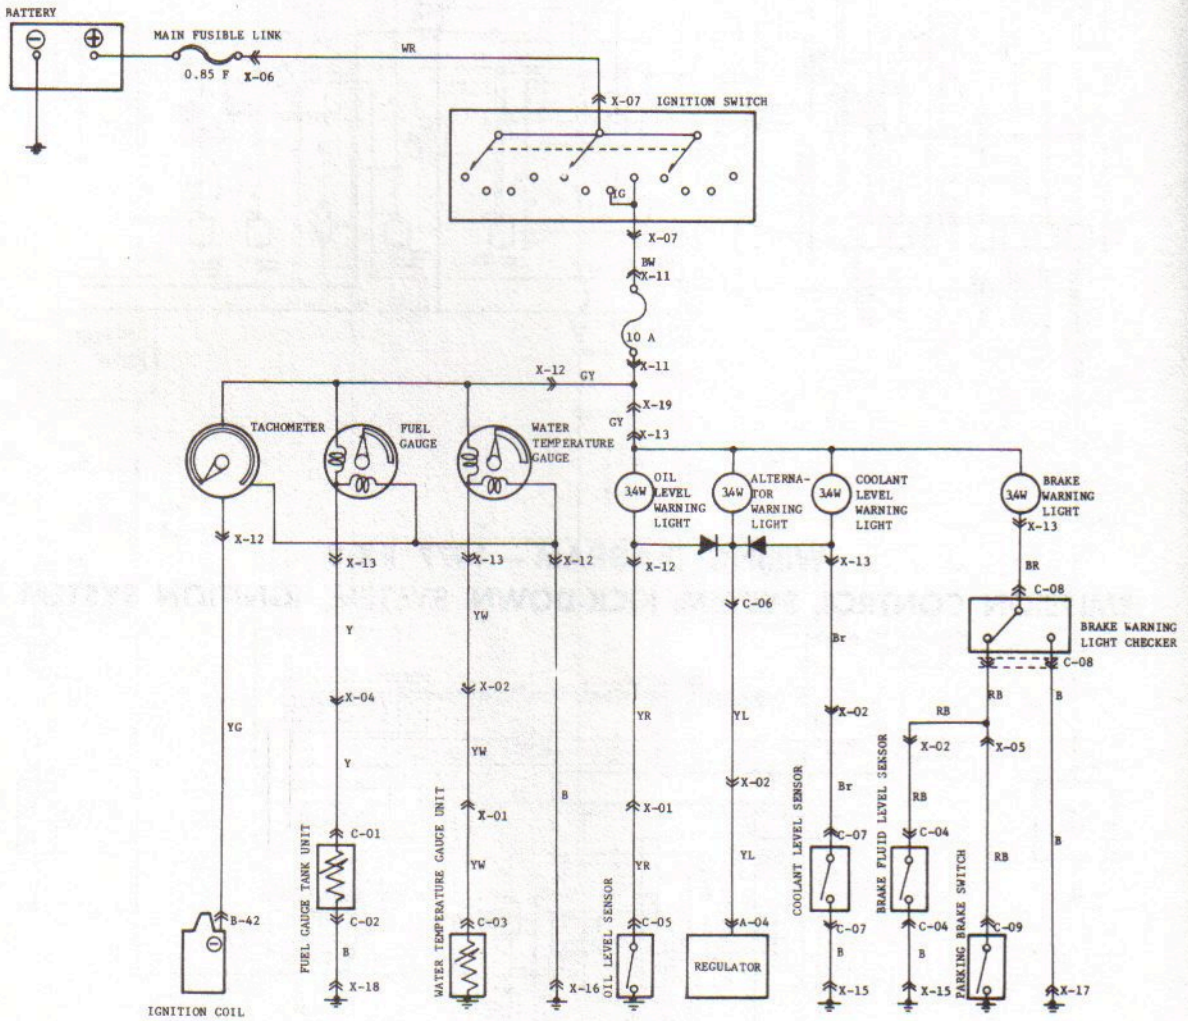 BATTERY
MAIN FUSIBLE LINK
0.85 F
X-06
WR
X-07 IGNITION SWITCH
IG
X-07
BW
X-11
10 A
X-11
X-12
GY
X-19
GY
X-13
TACHOMETER
FUEL
GAUGE
WATER
TEMPERATURE
GAUGE
3.4W
OIL
LEVEL
WARNING
LIGHT
3.4W
ALTERNA-
TOR
WARNING
LIGHT
3.4W
COOLANT
LEVEL
WARNING
LIGHT
3.4W
BRAKE
WARNING
LIGHT
X-12
X-13
X-13
X-12
X-12
X-13
X-13
BR
C-08
BRAKE WARNING
LIGHT CHECKER
C-08
C-06
Y
YW
Br
RB
B
X-04
X-02
YR
YL
X-02
RB
X-02
X-05
YG
Y
YW
B
X-02
Br
RB
X-01
X-01
C-01
YW
YR
YL
C-07
C-04
RB
B
FUEL GAUGE TANK UNIT
WATER TEMPERATURE GAUGE UNIT
OIL LEVEL SENSOR
COOLANT LEVEL SENSOR
BRAKE FLUID LEVEL SENSOR
PARKING BRAKE SWITCH
B-42
C-02
C-03
C-05
A-04
C-07
C-04
C-09
B
B
B
REGULATOR
X-18
X-16
X-15
X-15
X-17
IGNITION COIL